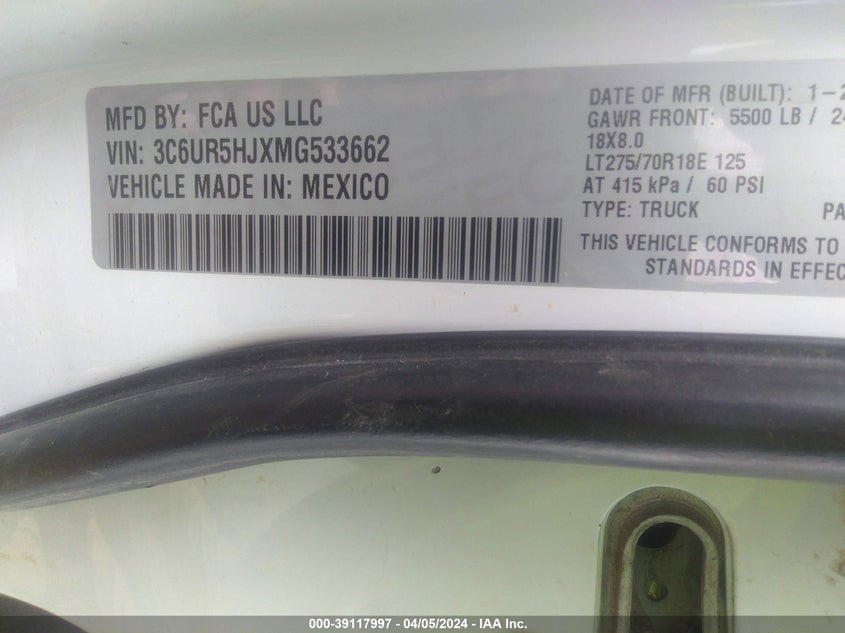 MFD BY: FCA US LLC
VIN: 3C6UR5HJXMG533662
VEHICLE MADE IN: MEXICO
DATE OF MFR (BUILT): 1-2
GAWR FRONT: 5500 LB / 24
18X8.0
LT275/70R18E 125
AT 415 kPa / 60 PSI
TYPE: TRUCK PA
THIS VEHICLE CONFORMS TO
STANDARDS IN EFFEC
000-39117997 - 04/05/2024 - IAA Inc.